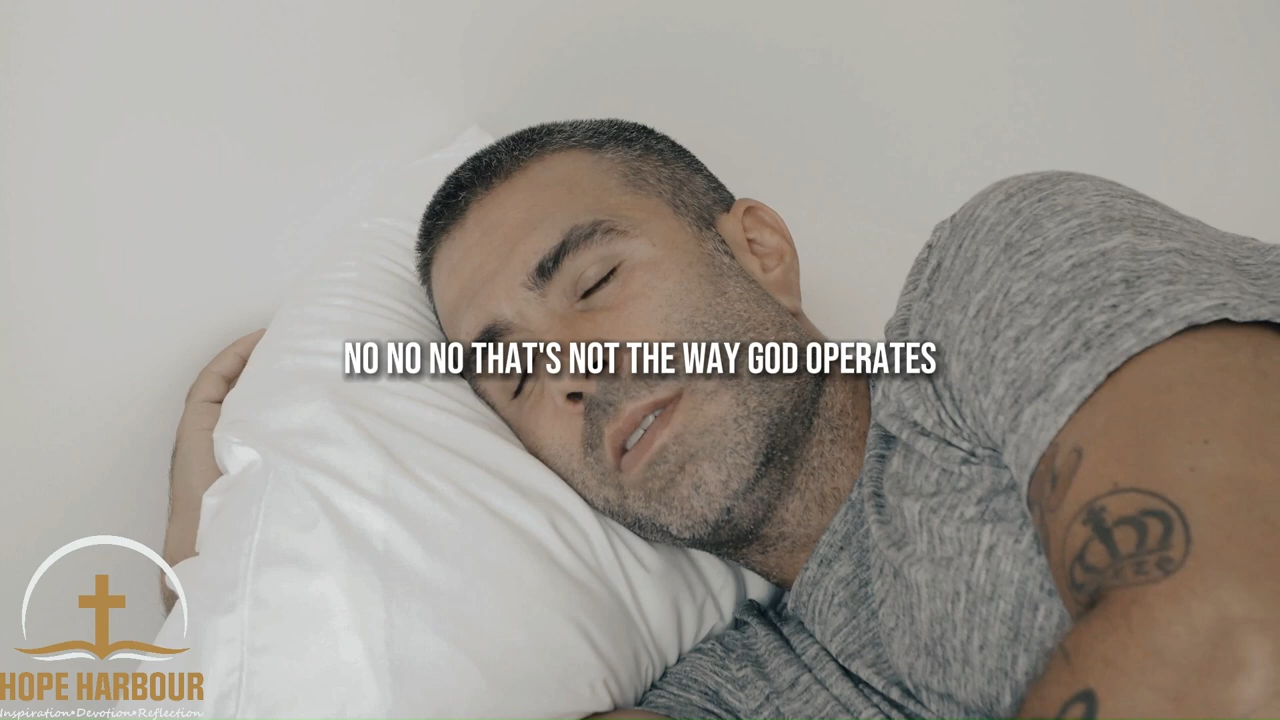 NO NO NO THAT'S NOT THE WAY GOD OPERATES
HOPE HARBOUR
Inspiration•Devotion•Reflection